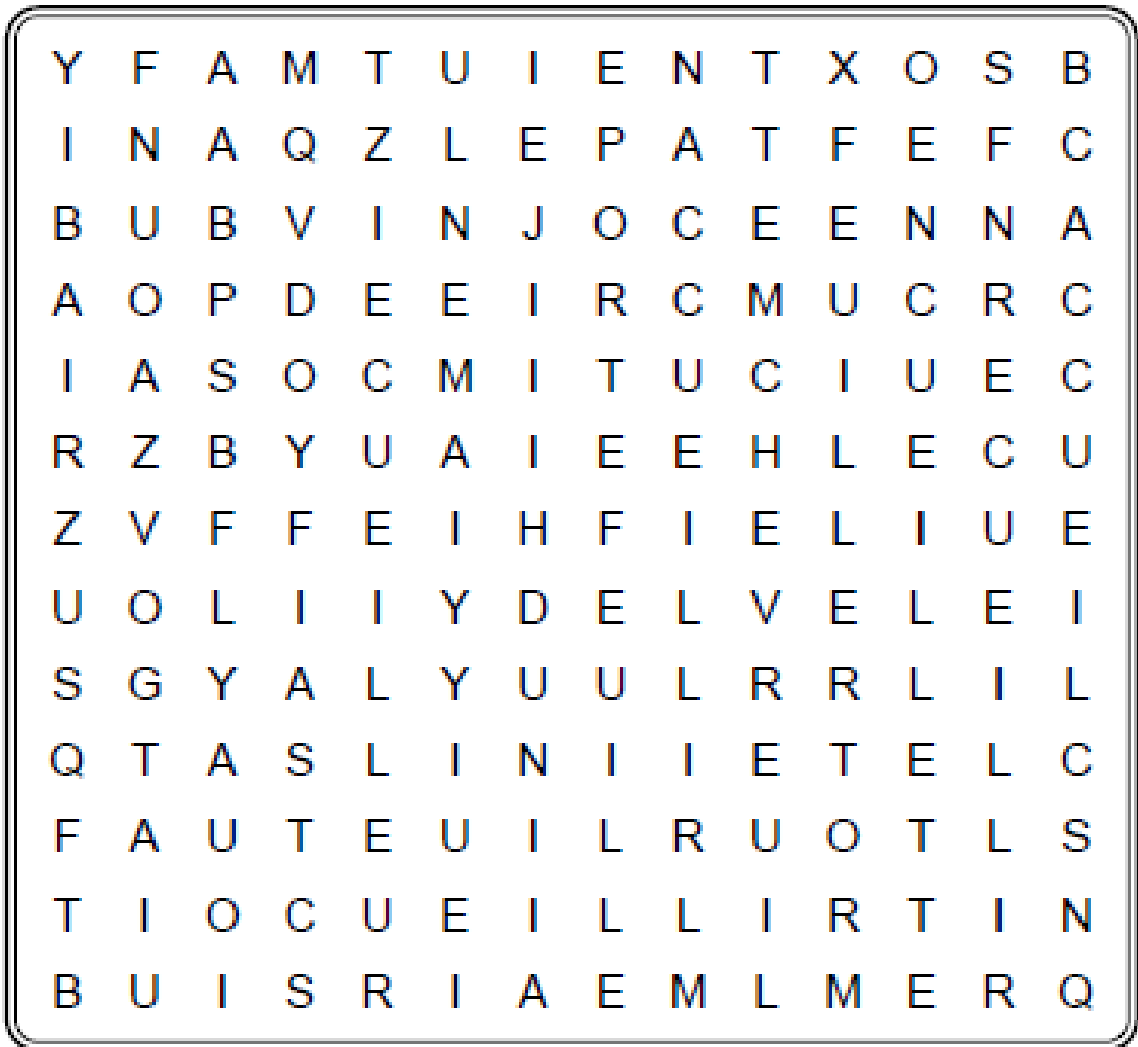 Y F A M T U I E N T X O S B
I N A Q Z L E P A T F E F C
B U B V I N J O C E E N N A
A O P D E E I R C M U C R C
I A S O C M I T U C I U E C
R Z B Y U A I E E H L E C U
Z V F F E I H F I E L I U E
U O L I I Y D E L V E L E I
S G Y A L Y U U L R R L I L
Q T A S L I N I I E T E L C
F A U T E U I L R U O T L S
T I O C U E I L L I R T I N
B U I S R I A E M L M E R Q